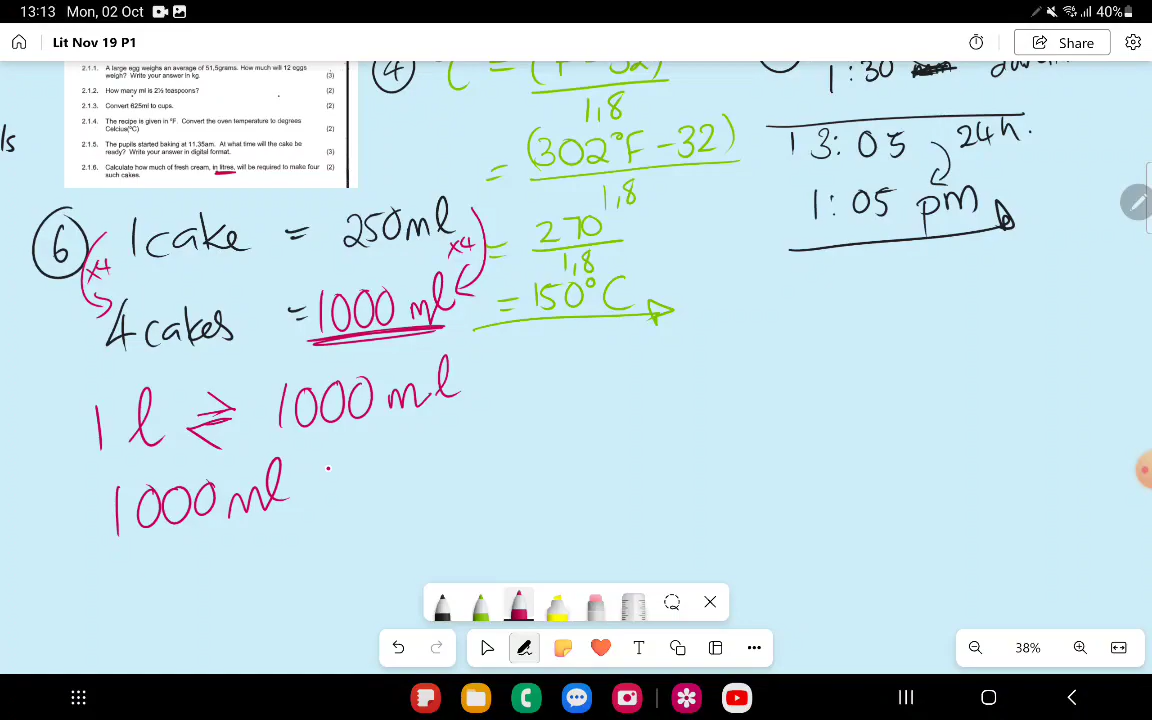 13:13 Mon, 02 Oct
40%
Lit Nov 19 P1
Share
2.1.1. A large egg weighs an average of 51,5grams. How much will 12 eggs
weigh? Write your answer in kg. (3)
2.1.2. How many ml is 2½ teaspoons? (2)
2.1.3. Convert 625ml to cups. (2)
2.1.4. The recipe is given in °F. Convert the oven temperature to degrees
Celcius(°C) (2)
2.1.5. The pupils started baking at 11.35am. At what time will the cake be
ready? Write your answer in digital format. (3)
2.1.6. Calculate how much of fresh cream, in litres, will be required to make four (2)
such cakes.
4
1,8
= (302°F - 32)
1,8
= 270
1,8
= 150°C
1:30
13:05 24h.
1:05 pm
6 1 cake = 250ml
x4 x4
4 cakes = 1000 ml
1 l ⇄ 1000 ml
1000 ml
38%